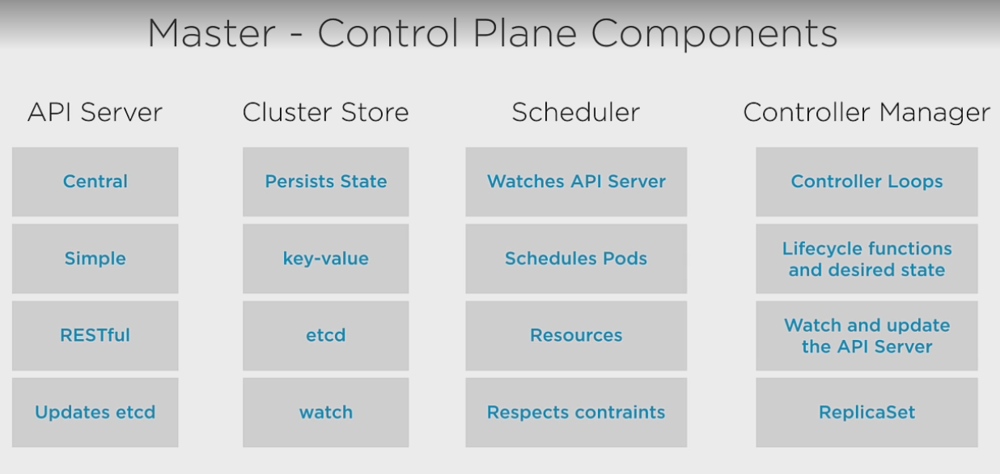 Master - Control Plane Components
API Server
Central
Simple
RESTful
Updates etcd
Cluster Store
Persists State
key-value
etcd
watch
Scheduler
Watches API Server
Schedules Pods
Resources
Respects contraints
Controller Manager
Controller Loops
Lifecycle functions
and desired state
Watch and update
the API Server
ReplicaSet